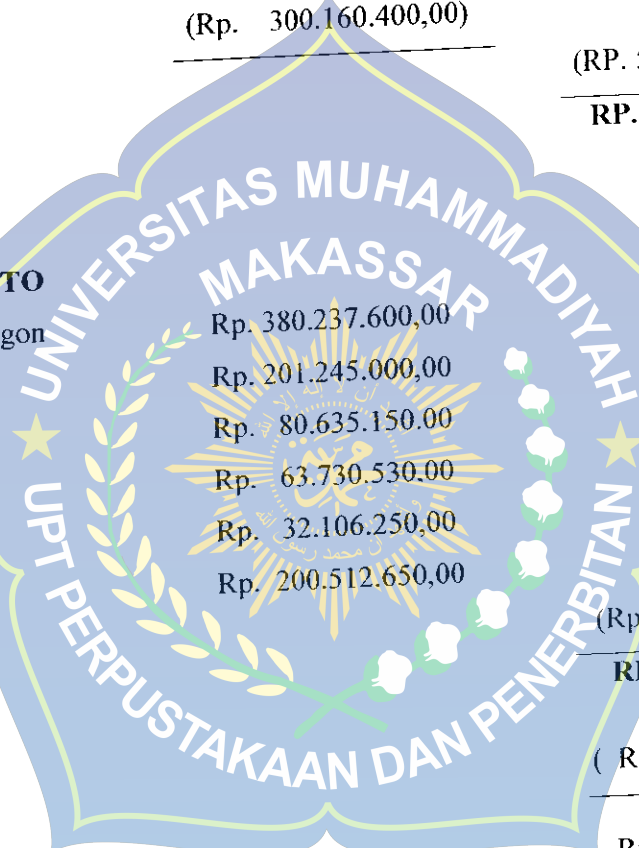 (Rp. 300.160.400,00)
(RP.
RP.
UNIVERSITAS MUHAMMADIYAH
MAKASSAR
TO
gon
Rp. 380.237.600,00
Rp. 201.245.000,00
Rp. 80.635.150.00
Rp. 63.730.530,00
Rp. 32.106.250,00
Rp. 200.512.650,00
(Rp
( R
UPT PERPUSTAKAAN DAN PENERBITAN